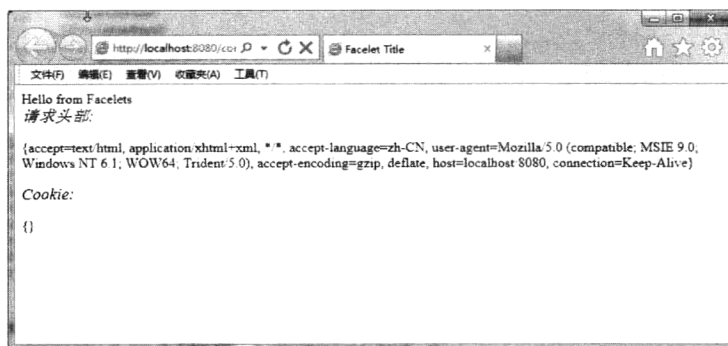 http://localhost:8080/cor
Facelet Title
文件(F) 编辑(E) 查看(V) 收藏夹(A) 工具(T)
Hello from Facelets
请求头部:
{accept=text/html, application/xhtml+xml, */*, accept-language=zh-CN, user-agent=Mozilla/5.0 (compatible; MSIE 9.0;
Windows NT 6.1; WOW64; Trident/5.0), accept-encoding=gzip, deflate, host=localhost:8080, connection=Keep-Alive}
Cookie:
{}